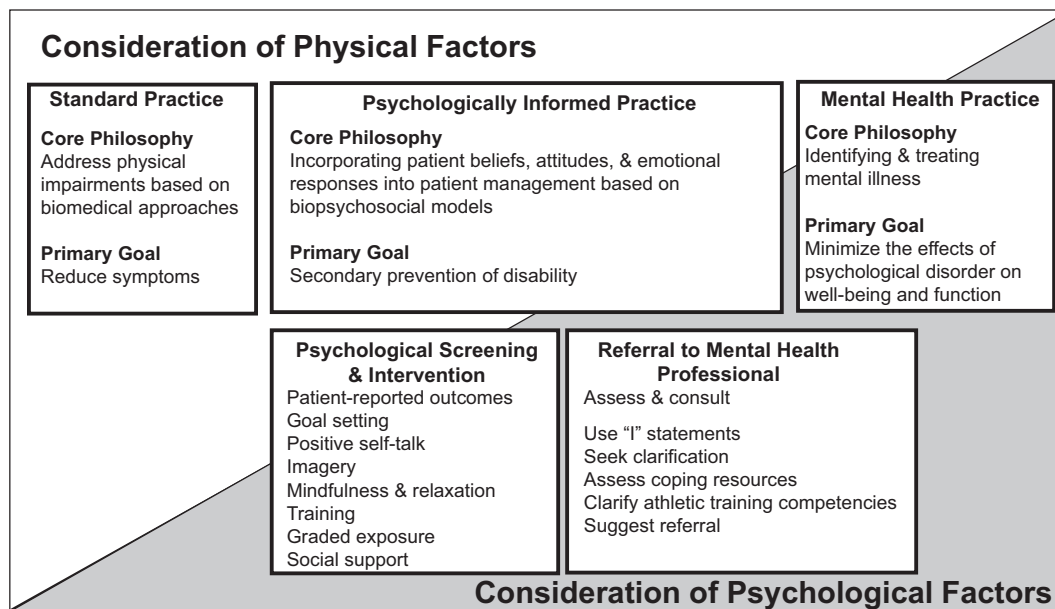 Consideration of Physical Factors
Standard Practice
Core Philosophy
Address physical
impairments based on
biomedical approaches
Primary Goal
Reduce symptoms
Psychologically Informed Practice
Core Philosophy
Incorporating patient beliefs, attitudes, & emotional
responses into patient management based on
biopsychosocial models
Primary Goal
Secondary prevention of disability
Mental Health Practice
Core Philosophy
Identifying & treating
mental illness
Primary Goal
Minimize the effects of
psychological disorder on
well-being and function
Psychological Screening
& Intervention
Patient-reported outcomes
Goal setting
Positive self-talk
Imagery
Mindfulness & relaxation
Training
Graded exposure
Social support
Referral to Mental Health
Professional
Assess & consult
Use “I” statements
Seek clarification
Assess coping resources
Clarify athletic training competencies
Suggest referral
Consideration of Psychological Factors